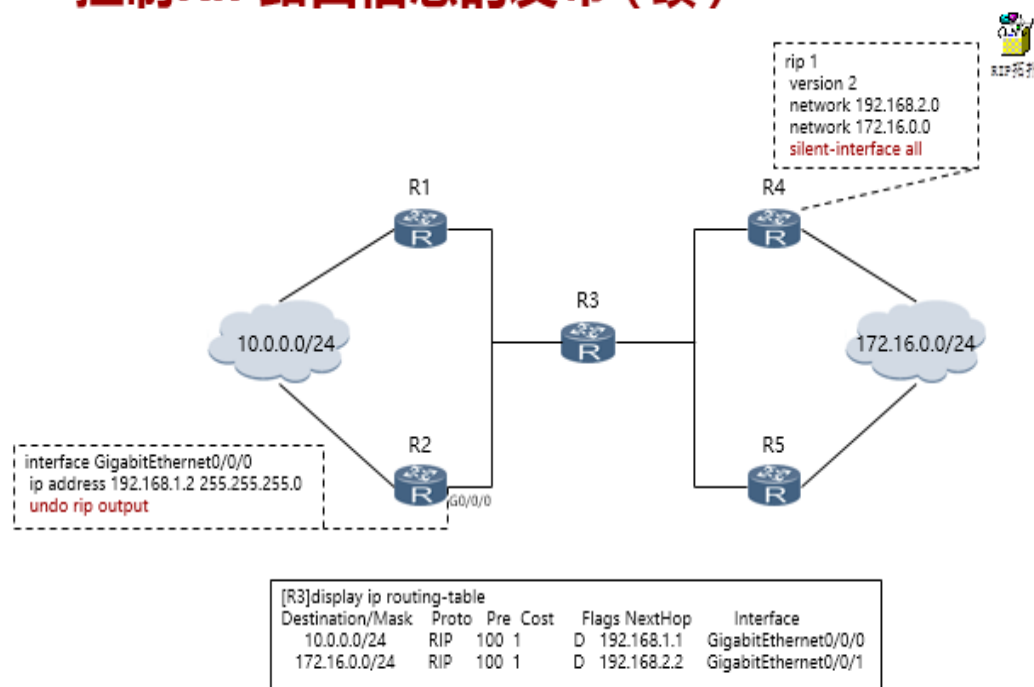 rip 1
version 2
network 192.168.2.0
network 172.16.0.0
silent-interface all
R1
R4
R3
10.0.0.0/24
172.16.0.0/24
R2
R5
interface GigabitEthernet0/0/0
ip address 192.168.1.2 255.255.255.0
undo rip output
G0/0/0
[R3]display ip routing-table
Destination/Mask Proto Pre Cost Flags NextHop Interface
10.0.0.0/24 RIP 100 1 D 192.168.1.1 GigabitEthernet0/0/0
172.16.0.0/24 RIP 100 1 D 192.168.2.2 GigabitEthernet0/0/1